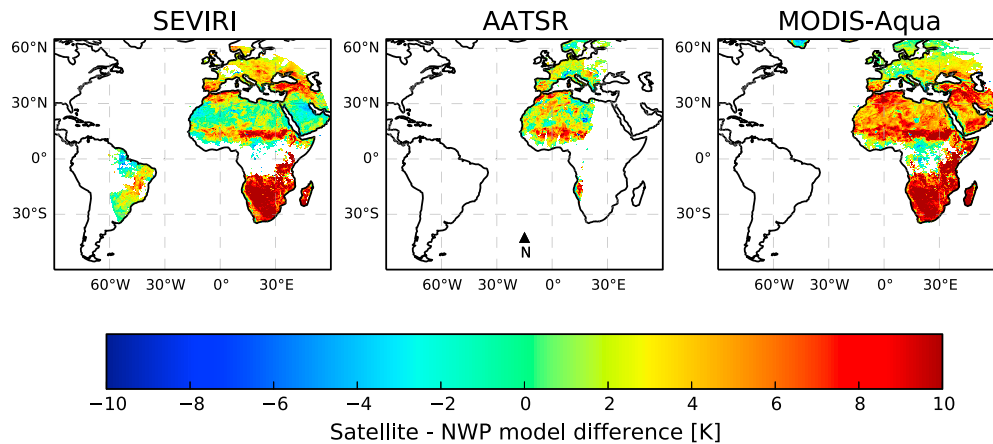 SEVIRI AATSR MODIS-Aqua
60°N 60°N 60°N
30°N 30°N 30°N
0° 0° 0°
30°S 30°S 30°S
N
60°W 30°W 0° 30°E 60°W 30°W 0° 30°E 60°W 30°W 0° 30°E
−10 −8 −6 −4 −2 0 2 4 6 8 10
Satellite - NWP model difference [K]